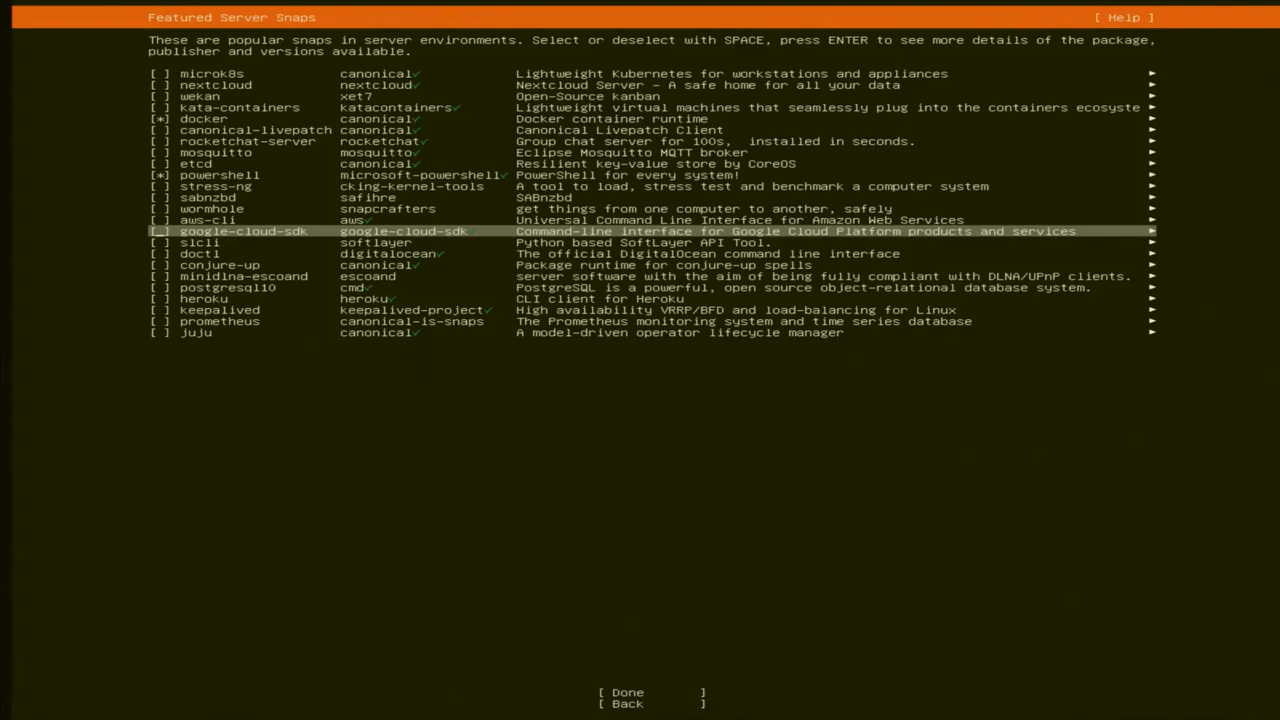 Featured Server Snaps [ Help ]
These are popular snaps in server environments. Select or deselect with SPACE, press ENTER to see more details of the package,
publisher and versions available.
[ ] microk8s canonical✓ Lightweight Kubernetes for workstations and appliances ►
[ ] nextcloud nextcloud✓ Nextcloud Server - A safe home for all your data ►
[ ] wekan xet7 Open-Source kanban ►
[ ] kata-containers katacontainers✓ Lightweight virtual machines that seamlessly plug into the containers ecosyste ►
[*] docker canonical✓ Docker container runtime ►
[ ] canonical-livepatch canonical✓ Canonical Livepatch Client ►
[ ] rocketchat-server rocketchat✓ Group chat server for 100s, installed in seconds. ►
[ ] mosquitto mosquitto✓ Eclipse Mosquitto MQTT broker ►
[ ] etcd canonical✓ Resilient key-value store by CoreOS ►
[*] powershell microsoft-powershell✓ PowerShell for every system! ►
[ ] stress-ng cking-kernel-tools A tool to load, stress test and benchmark a computer system ►
[ ] sabnzbd safihre SABnzbd ►
[ ] wormhole snapcrafters get things from one computer to another, safely ►
[ ] aws-cli aws✓ Universal Command Line Interface for Amazon Web Services ►
[ ] google-cloud-sdk google-cloud-sdk✓ Command-line interface for Google Cloud Platform products and services ►
[ ] slcli softlayer Python based SoftLayer API Tool. ►
[ ] doctl digitalocean✓ The official DigitalOcean command line interface ►
[ ] conjure-up canonical✓ Package runtime for conjure-up spells ►
[ ] minidlna-escoand escoand server software with the aim of being fully compliant with DLNA/UPnP clients. ►
[ ] postgresql10 cmd✓ PostgreSQL is a powerful, open source object-relational database system. ►
[ ] heroku heroku✓ CLI client for Heroku ►
[ ] keepalived keepalived-project✓ High availability VRRP/BFD and load-balancing for Linux ►
[ ] prometheus canonical-is-snaps The Prometheus monitoring system and time series database ►
[ ] juju canonical✓ A model-driven operator lifecycle manager ►
[ Done ]
[ Back ]